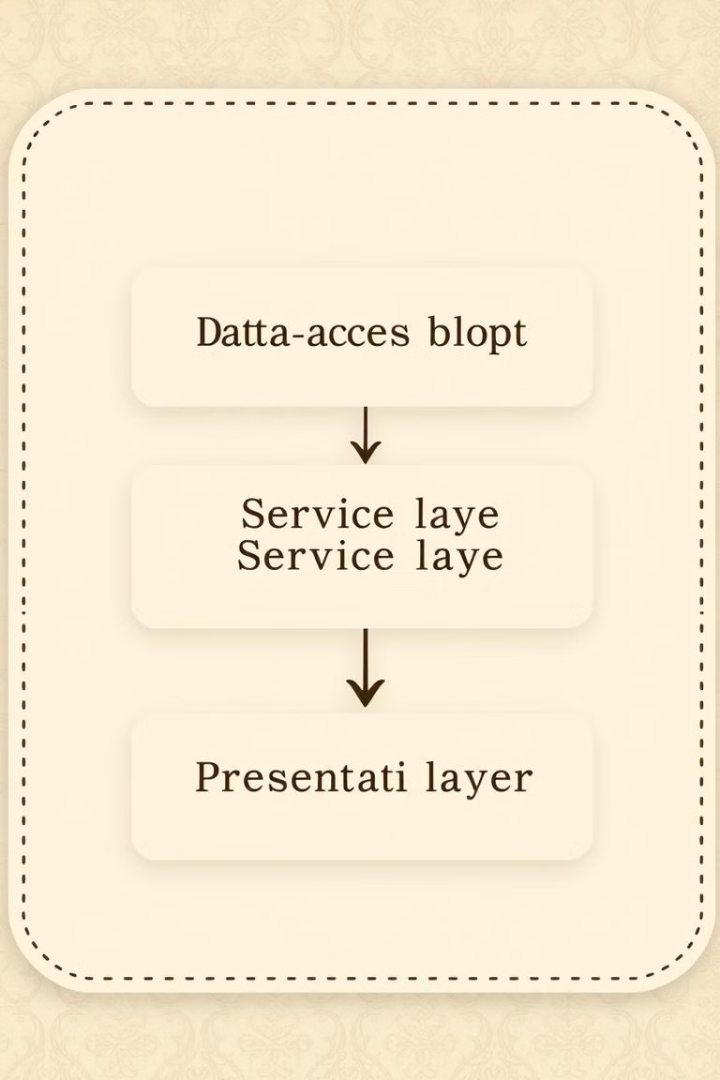 Datta-acces blopt
Service laye
Service laye
Presentati layer